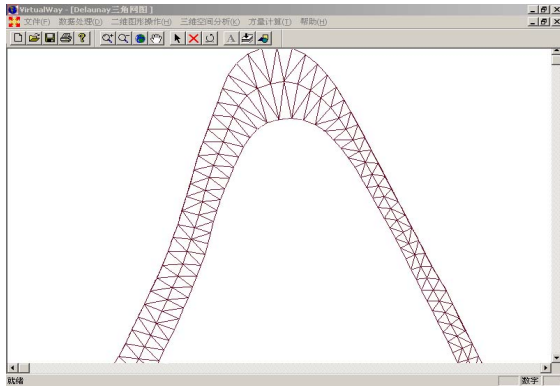 VirtualWay - [Delaunay三角网图 ]
文件(F) 数据处理(D) 二维图形操作(H) 三维空间分析(K) 方量计算(T) 帮助(H)
A
就绪 数字